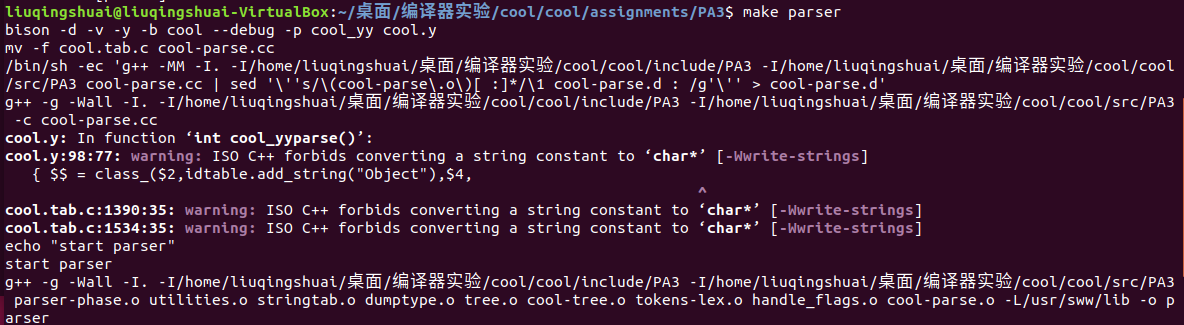 liuqingshuai@liuqingshuai-VirtualBox:~/桌面/编译器实验/cool/cool/assignments/PA3$ make parser
bison -d -v -y -b cool --debug -p cool_yy cool.y
mv -f cool.tab.c cool-parse.cc
/bin/sh -ec 'g++ -MM -I. -I/home/liuqingshuai/桌面/编译器实验/cool/cool/include/PA3 -I/home/liuqingshuai/桌面/编译器实验/cool/cool
/src/PA3 cool-parse.cc | sed '\''s/\(cool-parse\.o\)[ :]*/\1 cool-parse.d : /g'\'' > cool-parse.d'
g++ -g -Wall -I. -I/home/liuqingshuai/桌面/编译器实验/cool/cool/include/PA3 -I/home/liuqingshuai/桌面/编译器实验/cool/cool/src/PA3
 -c cool-parse.cc
cool.y: In function ‘int cool_yyparse()’:
cool.y:98:77: warning: ISO C++ forbids converting a string constant to ‘char*’ [-Wwrite-strings]
   { $$ = class_($2,idtable.add_string("Object"),$4,
^
cool.tab.c:1390:35: warning: ISO C++ forbids converting a string constant to ‘char*’ [-Wwrite-strings]
cool.tab.c:1534:35: warning: ISO C++ forbids converting a string constant to ‘char*’ [-Wwrite-strings]
echo "start parser"
start parser
g++ -g -Wall -I. -I/home/liuqingshuai/桌面/编译器实验/cool/cool/include/PA3 -I/home/liuqingshuai/桌面/编译器实验/cool/cool/src/PA3
 parser-phase.o utilities.o stringtab.o dumptype.o tree.o cool-tree.o tokens-lex.o handle_flags.o cool-parse.o -L/usr/sww/lib -o p
arser